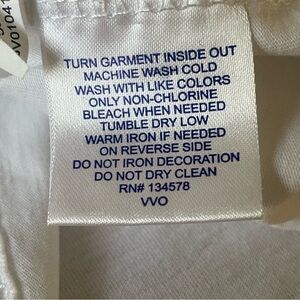 TURN GARMENT INSIDE OUT
MACHINE WASH COLD
WASH WITH LIKE COLORS
ONLY NON-CHLORINE
BLEACH WHEN NEEDED
TUMBLE DRY LOW
WARM IRON IF NEEDED
ON REVERSE SIDE
DO NOT IRON DECORATION
DO NOT DRY CLEAN
RN# 134578
VVO